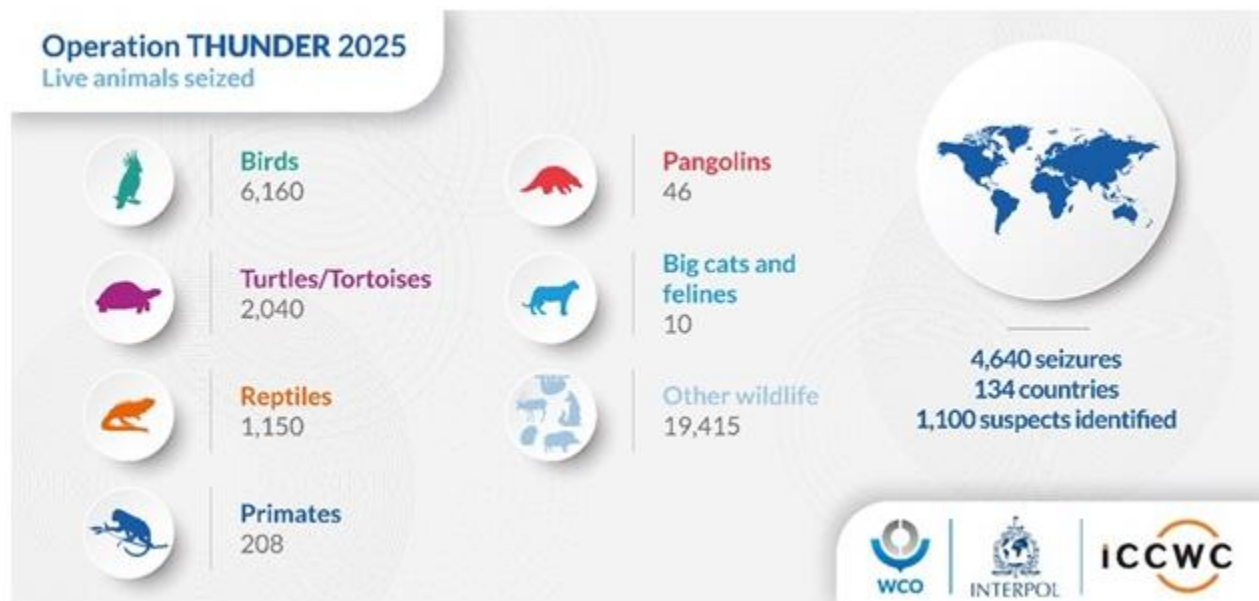 Operation THUNDER 2025
Live animals seized
Birds
6,160
Turtles/Tortoises
2,040
Reptiles
1,150
Primates
208
Pangolins
46
Big cats and
felines
10
Other wildlife
19,415
4,640 seizures
134 countries
1,100 suspects identified
WCO
INTERPOL
ICCWC